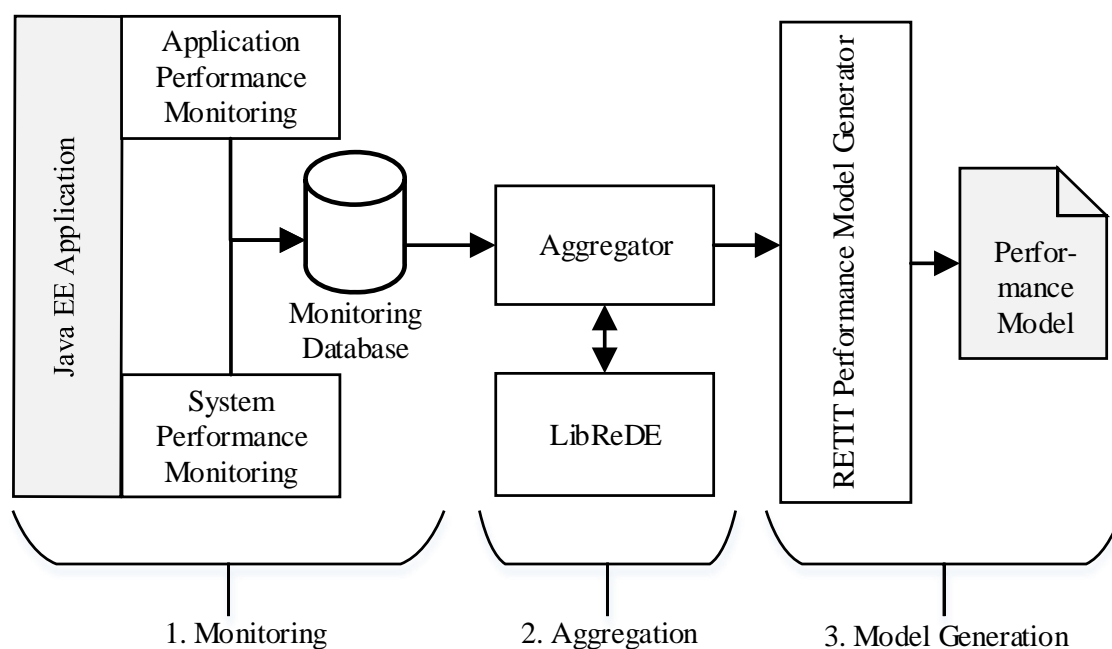 Java EE Application
Application
Performance
Monitoring
System
Performance
Monitoring
Monitoring
Database
Aggregator
LibReDE
RETIT Performance Model Generator
Perfor-
mance
Model
1. Monitoring
2. Aggregation
3. Model Generation